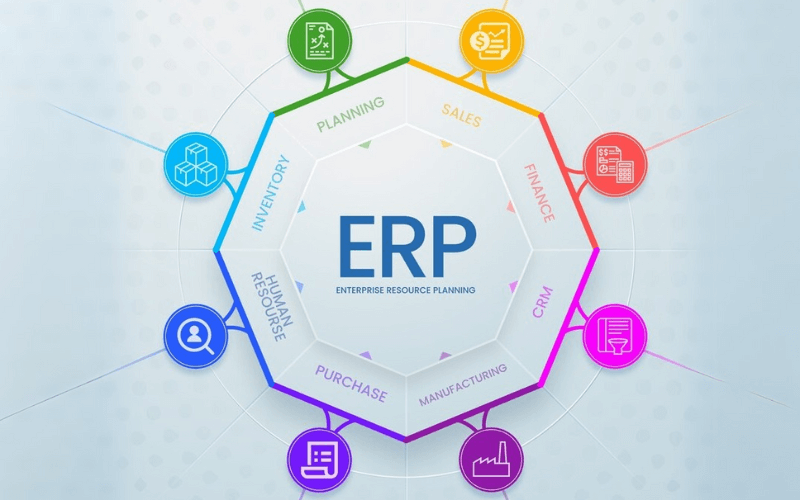 PLANNING
SALES
INVENTORY
FINANCE
ERP
ENTERPRISE RESOURCE PLANNING
HUMAN
RESOURSE
CRM
PURCHASE
MANUFACTURING
$
$$